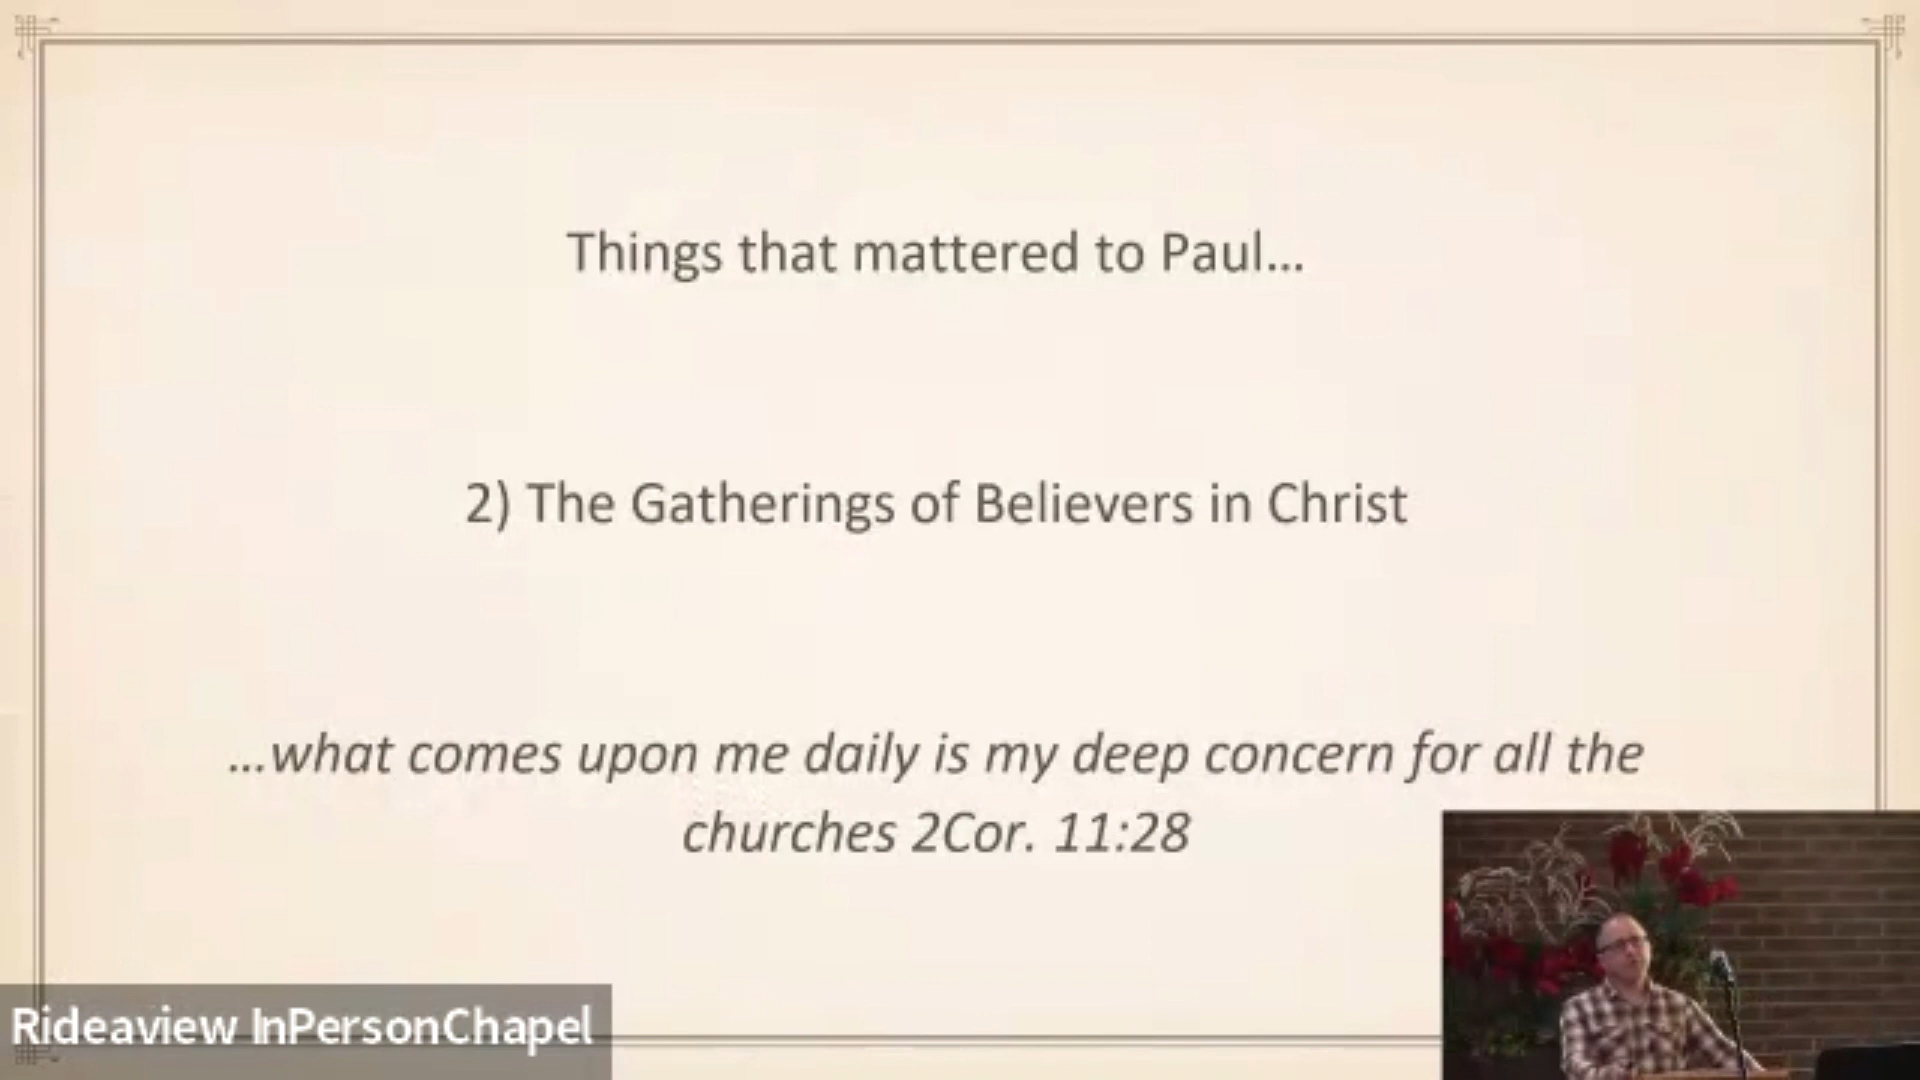 Things that mattered to Paul...
2) The Gatherings of Believers in Christ
...what comes upon me daily is my deep concern for all the
churches 2Cor. 11:28
Rideaview InPersonChapel